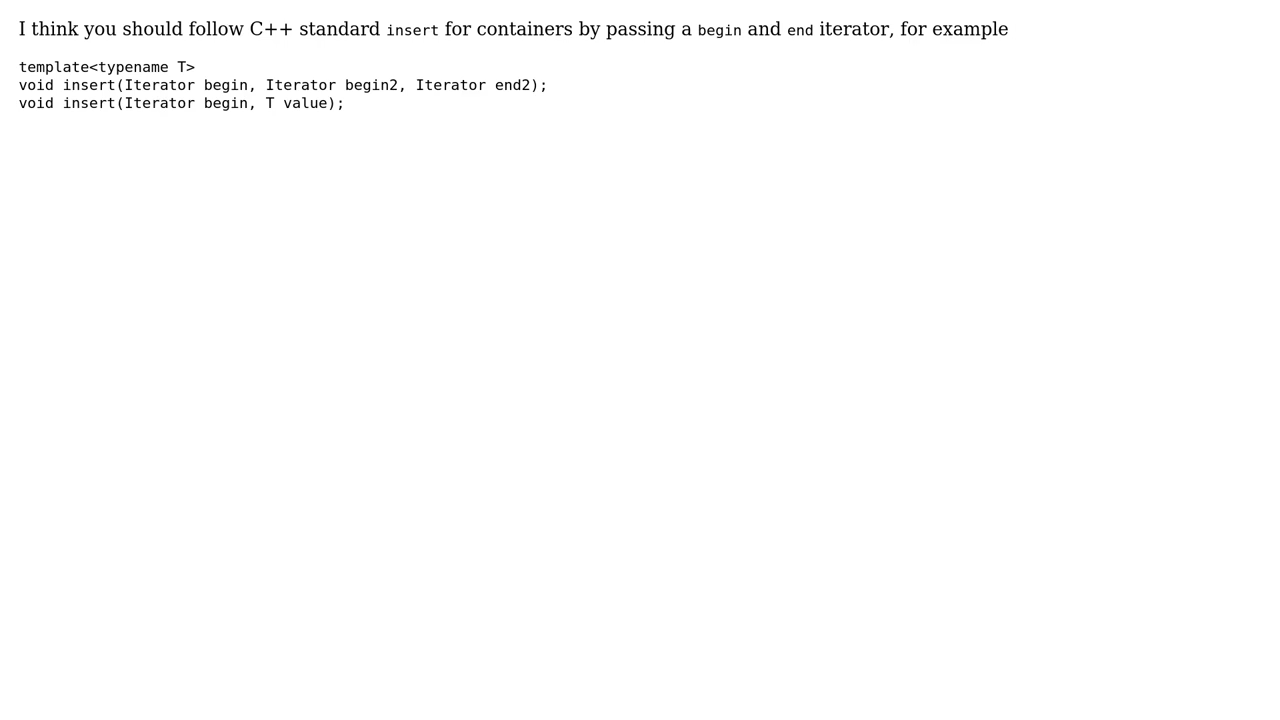 I think you should follow C++ standard insert for containers by passing a begin and end iterator, for example
template<typename T>
void insert(Iterator begin, Iterator begin2, Iterator end2);
void insert(Iterator begin, T value);